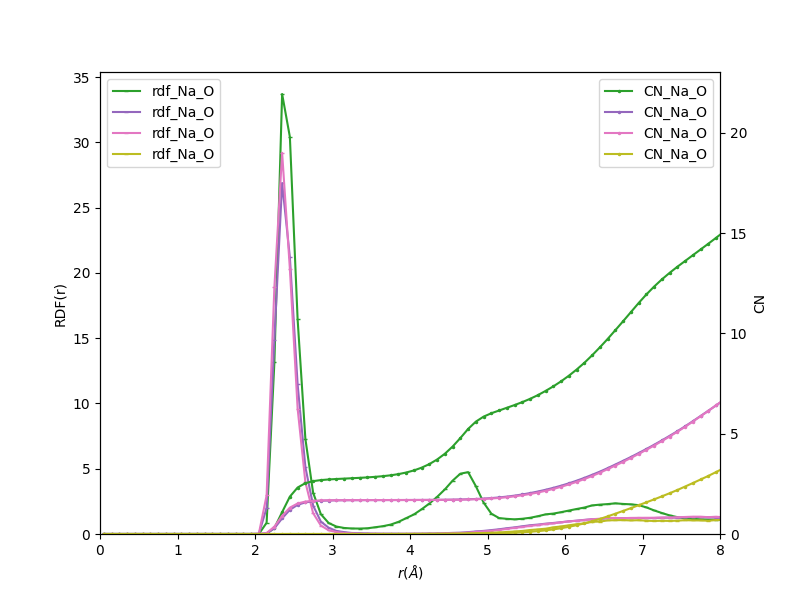 35
30
25
20
15
10
5
0
RDF(r)
rdf_Na_O
rdf_Na_O
rdf_Na_O
rdf_Na_O
CN_Na_O
CN_Na_O
CN_Na_O
CN_Na_O
20
15
10
5
0
CN
0 1 2 3 4 5 6 7 8
r(Å)